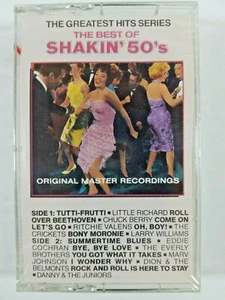 THE GREATEST HITS SERIES
THE BEST OF
SHAKIN' 50's
ORIGINAL MASTER RECORDINGS
SIDE 1: TUTTI-FRUTTI • LITTLE RICHARD ROLL
OVER BEETHOVEN • CHUCK BERRY COME ON
LET'S GO • RITCHIE VALENS OH, BOY! • THE
CRICKETS BONY MORONIE • LARRY WILLIAMS
SIDE 2: SUMMERTIME BLUES • EDDIE
COCHRAN BYE, BYE LOVE • THE EVERLY
BROTHERS YOU GOT WHAT IT TAKES • MARV
JOHNSON I WONDER WHY • DION & THE
BELMONTS ROCK AND ROLL IS HERE TO STAY
• DANNY & THE JUNIORS